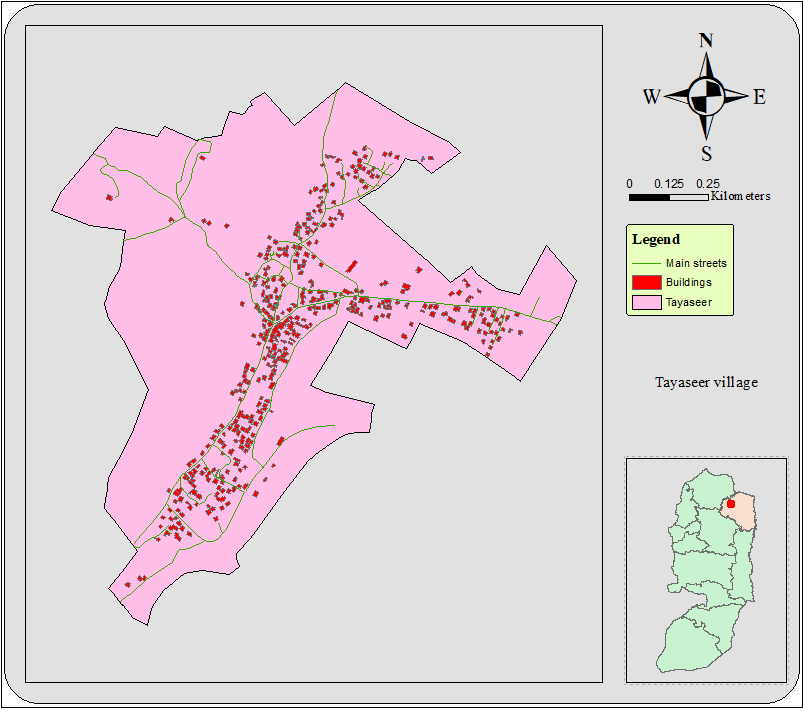 N
W E
S
0 0.125 0.25
Kilometers
Legend
Main streets
Buildings
Tayaseer
Tayaseer village